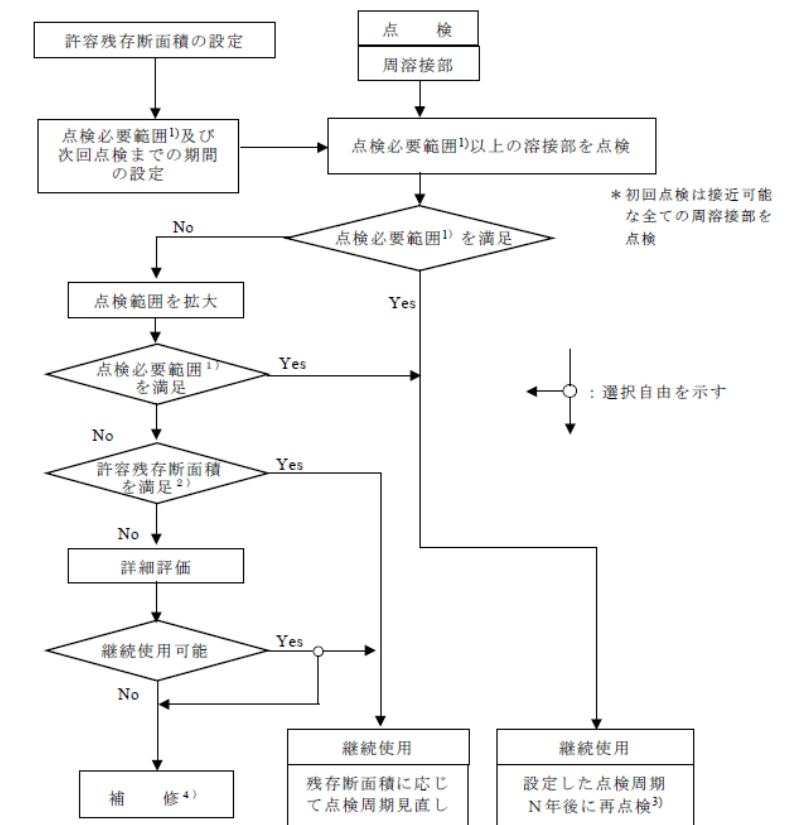 許容残存断面積の設定
点　検
周溶接部
点検必要範囲1)及び
次回点検までの期間
の設定
点検必要範囲1)以上の溶接部を点検
＊初回点検は接近可能
な全ての周溶接部を
点検
点検必要範囲1) を満足
No
Yes
点検範囲を拡大
点検必要範囲1)
を満足
Yes
No
：選択自由を示す
許容残存断面積
を満足2)
Yes
No
詳細評価
継続使用可能
Yes
No
補　修4)
継続使用
残存断面積に応じ
て点検周期見直し
継続使用
設定した点検周期
N年後に再点検3)